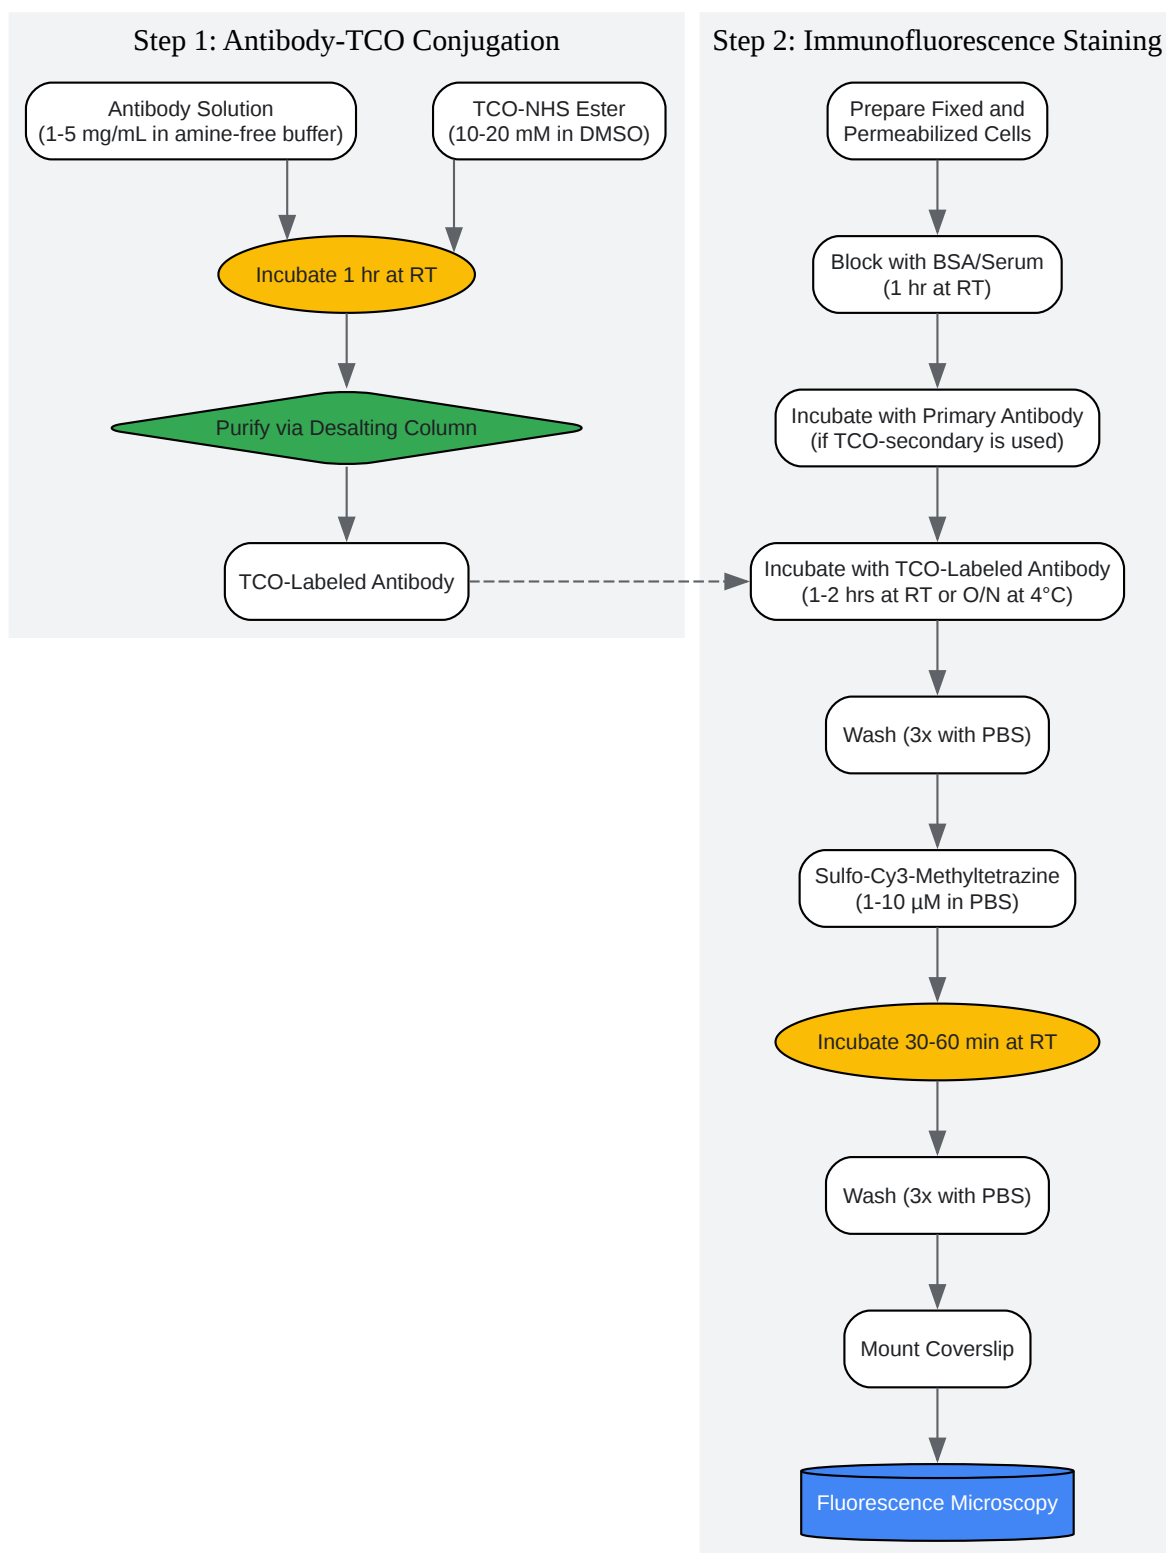 Step 1: Antibody-TCO Conjugation
Antibody Solution
(1-5 mg/mL in amine-free buffer)
TCO-NHS Ester
(10-20 mM in DMSO)
Incubate 1 hr at RT
Purify via Desalting Column
TCO-Labeled Antibody
Step 2: Immunofluorescence Staining
Prepare Fixed and
Permeabilized Cells
Block with BSA/Serum
(1 hr at RT)
Incubate with Primary Antibody
(if TCO-secondary is used)
Incubate with TCO-Labeled Antibody
(1-2 hrs at RT or O/N at 4°C)
Wash (3x with PBS)
Sulfo-Cy3-Methyltetrazine
(1-10 µM in PBS)
Incubate 30-60 min at RT
Wash (3x with PBS)
Mount Coverslip
Fluorescence Microscopy